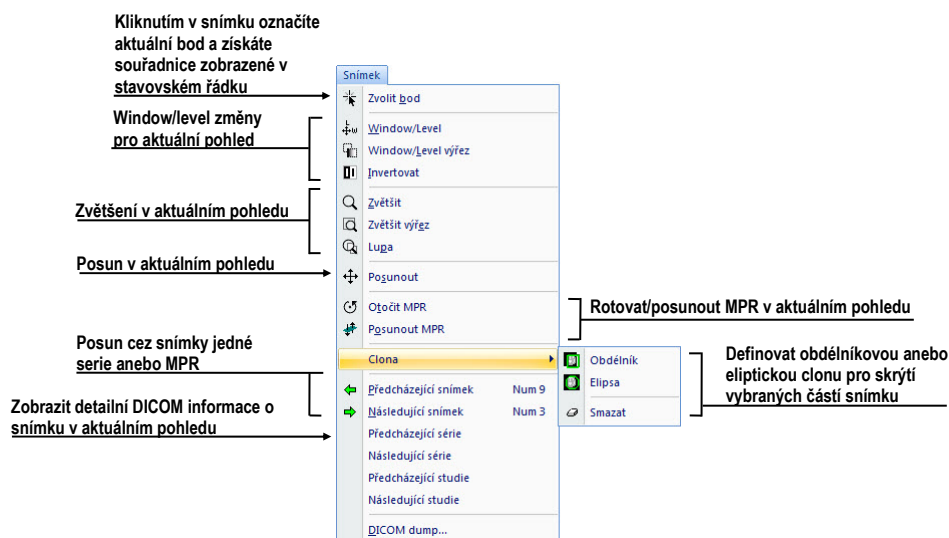 Kliknutím v snímku označíte
aktuální bod a získáte
souřadnice zobrazené v
stavovském řádku
Window/level změny
pro aktuální pohled
Zvětšení v aktuálním pohledu
Posun v aktuálním pohledu
Posun cez snímky jedné
serie anebo MPR
Zobrazit detailní DICOM informace o
snímku v aktuálním pohledu
Snímek
Zvolit bod
Window/Level
Window/Level výřez
Invertovat
Zvětšit
Zvětšit výřez
Lupa
Posunout
Otočit MPR
Posunout MPR
Clona
Předcházející snímek Num 9
Následující snímek Num 3
Předcházející série
Následující série
Předcházející studie
Následující studie
DICOM dump...
Obdélník
Elipsa
Smazat
Rotovat/posunout MPR v aktuálním pohledu
Definovat obdélníkovou anebo
eliptickou clonu pro skrýtí
vybraných částí snímku